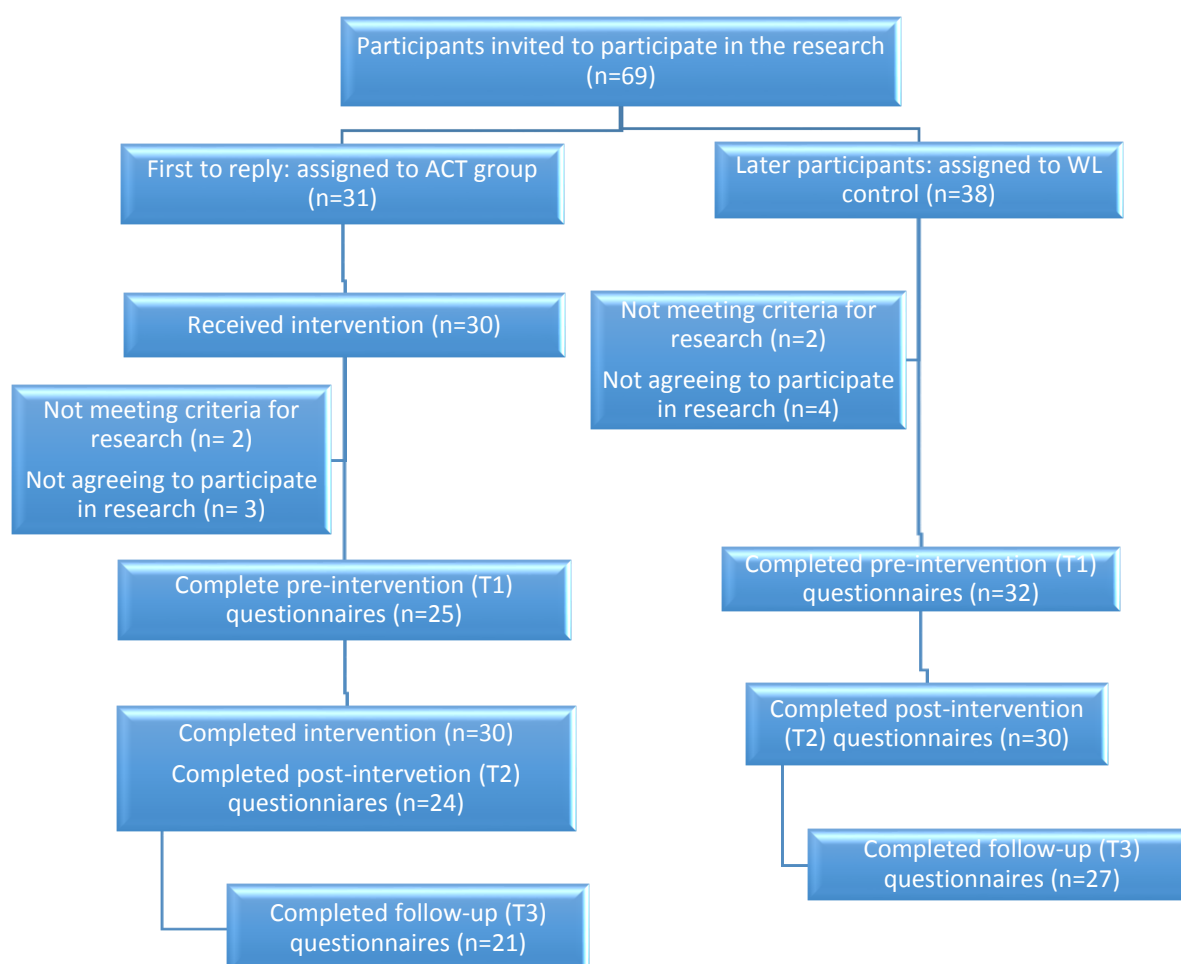 Participants invited to participate in the research
(n=69)
First to reply: assigned to ACT group
(n=31)
Later participants: assigned to WL
control (n=38)
Received intervention (n=30)
Not meeting criteria for
research (n=2)
Not agreeing to participate
in research (n=4)
Not meeting criteria for
research (n= 2)
Not agreeing to participate
in research (n= 3)
Complete pre-intervention (T1)
questionnaires (n=25)
Completed pre-intervention (T1)
questionnaires (n=32)
Completed intervention (n=30)
Completed post-intervetion (T2)
questionniares (n=24)
Completed post-intervention
(T2) questionnaires (n=30)
Completed follow-up (T3)
questionnaires (n=27)
Completed follow-up (T3)
questionnaires (n=21)